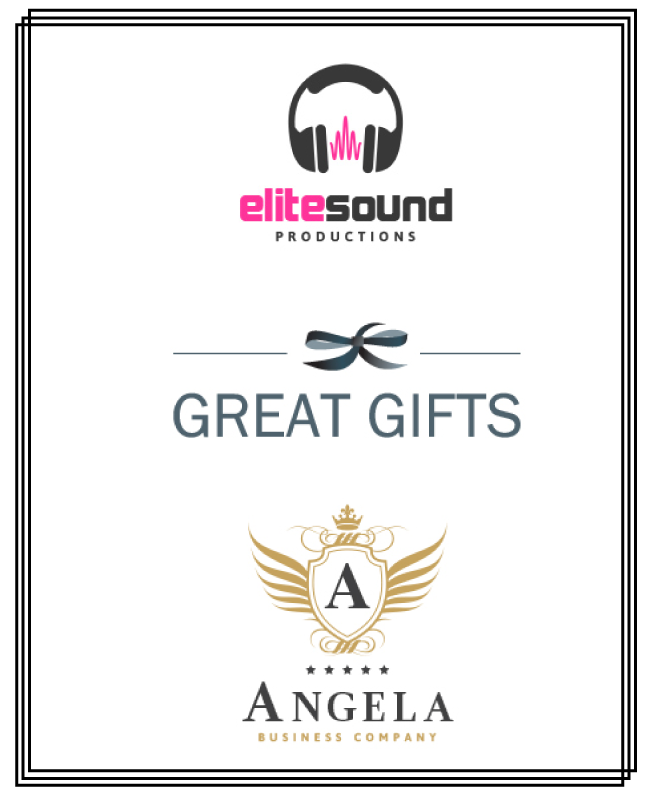 elitesound
PRODUCTIONS
GREAT GIFTS
A
ANGELA
BUSINESS COMPANY